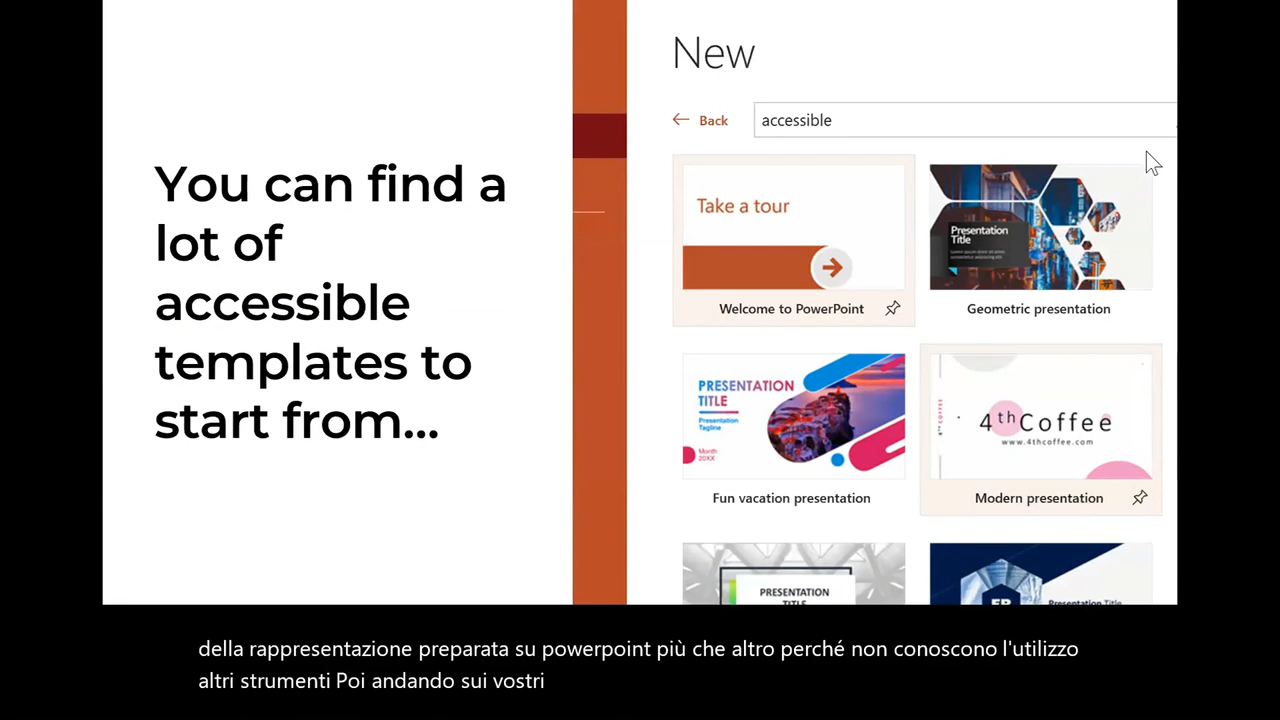 You can find a
lot of
accessible
templates to
start from...
New
Back
accessible
Take a tour
Welcome to PowerPoint
Presentation
Title
Geometric presentation
PRESENTATION
TITLE
Presentation
Tagline
Month
20XX
Fun vacation presentation
4thCoffee
www.4thcoffee.com
Modern presentation
PRESENTATION
TITLE
Presentation Title
della rappresentazione preparata su powerpoint più che altro perché non conoscono l'utilizzo
altri strumenti Poi andando sui vostri